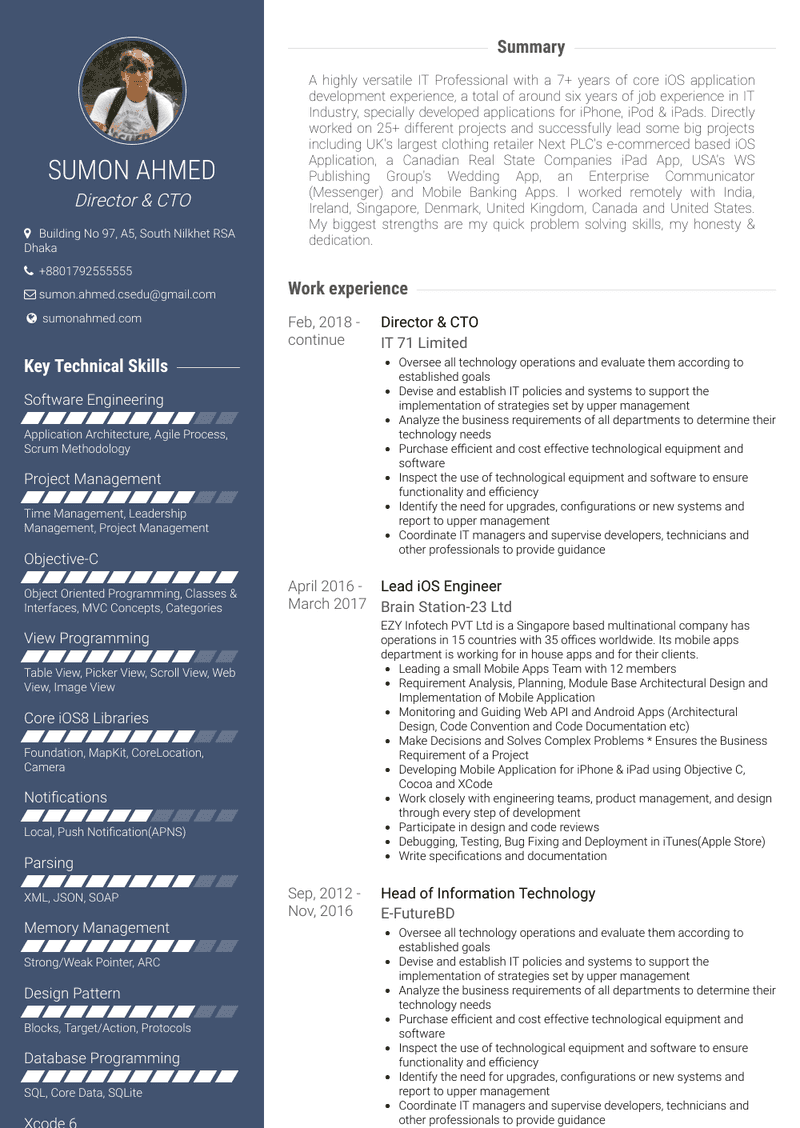 SUMON AHMED
Director & CTO
Building No 97, A5, South Nilkhet RSA
Dhaka
+8801792555555
sumon.ahmed.csedu@gmail.com
sumonahmed.com
Key Technical Skills
Software Engineering
Application Architecture, Agile Process,
Scrum Methodology
Project Management
Time Management, Leadership
Management, Project Management
Objective-C
Object Oriented Programming, Classes &
Interfaces, MVC Concepts, Categories
View Programming
Table View, Picker View, Scroll View, Web
View, Image View
Core iOS8 Libraries
Foundation, MapKit, CoreLocation,
Camera
Notifications
Local, Push Notification(APNS)
Parsing
XML, JSON, SOAP
Memory Management
Strong/Weak Pointer, ARC
Design Pattern
Blocks, Target/Action, Protocols
Database Programming
SQL, Core Data, SQLite
Xcode 6
Summary
A highly versatile IT Professional with a 7+ years of core iOS application
development experience, a total of around six years of job experience in IT
Industry, specially developed applications for iPhone, iPod & iPads. Directly
worked on 25+ different projects and successfully lead some big projects
including UK's largest clothing retailer Next PLC's e-commerced based iOS
Application, a Canadian Real State Companies iPad App, USA's WS
Publishing Group's Wedding App, an Enterprise Communicator
(Messenger) and Mobile Banking Apps. I worked remotely with India,
Ireland, Singapore, Denmark, United Kingdom, Canada and United States.
My biggest strengths are my quick problem solving skills, my honesty &
dedication.
Work experience
Feb, 2018 -
continue
Director & CTO
IT 71 Limited
• Oversee all technology operations and evaluate them according to
established goals
• Devise and establish IT policies and systems to support the
implementation of strategies set by upper management
• Analyze the business requirements of all departments to determine their
technology needs
• Purchase efficient and cost effective technological equipment and
software
• Inspect the use of technological equipment and software to ensure
functionality and efficiency
• Identify the need for upgrades, configurations or new systems and
report to upper management
• Coordinate IT managers and supervise developers, technicians and
other professionals to provide guidance
April 2016 -
March 2017
Lead iOS Engineer
Brain Station-23 Ltd
EZY Infotech PVT Ltd is a Singapore based multinational company has
operations in 15 countries with 35 offices worldwide. Its mobile apps
department is working for in house apps and for their clients.
• Leading a small Mobile Apps Team with 12 members
• Requirement Analysis, Planning, Module Base Architectural Design and
Implementation of Mobile Application
• Monitoring and Guiding Web API and Android Apps (Architectural
Design, Code Convention and Code Documentation etc)
• Make Decisions and Solves Complex Problems * Ensures the Business
Requirement of a Project
• Developing Mobile Application for iPhone & iPad using Objective C,
Cocoa and XCode
• Work closely with engineering teams, product management, and design
through every step of development
• Participate in design and code reviews
• Debugging, Testing, Bug Fixing and Deployment in iTunes(Apple Store)
• Write specifications and documentation
Sep, 2012 -
Nov, 2016
Head of Information Technology
E-FutureBD
• Oversee all technology operations and evaluate them according to
established goals
• Devise and establish IT policies and systems to support the
implementation of strategies set by upper management
• Analyze the business requirements of all departments to determine their
technology needs
• Purchase efficient and cost effective technological equipment and
software
• Inspect the use of technological equipment and software to ensure
functionality and efficiency
• Identify the need for upgrades, configurations or new systems and
report to upper management
• Coordinate IT managers and supervise developers, technicians and
other professionals to provide guidance